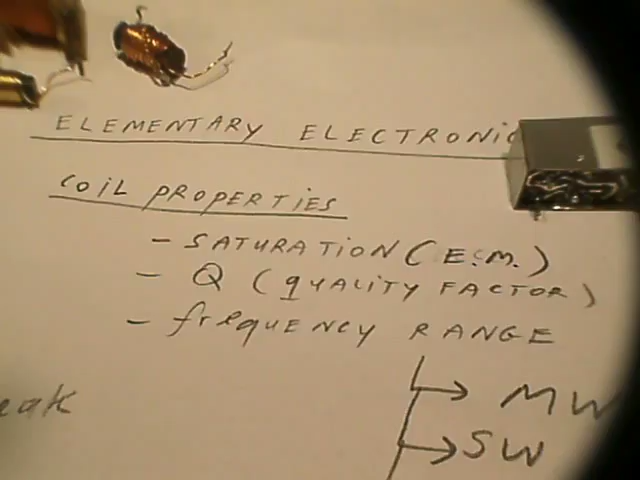 ELEMENTARY ELECTRONIC
COIL PROPERTIES
- SATURATION (E.M.)
- Q (QUALITY FACTOR)
- frequENCY RANGE
→ MW
eak
→ SW